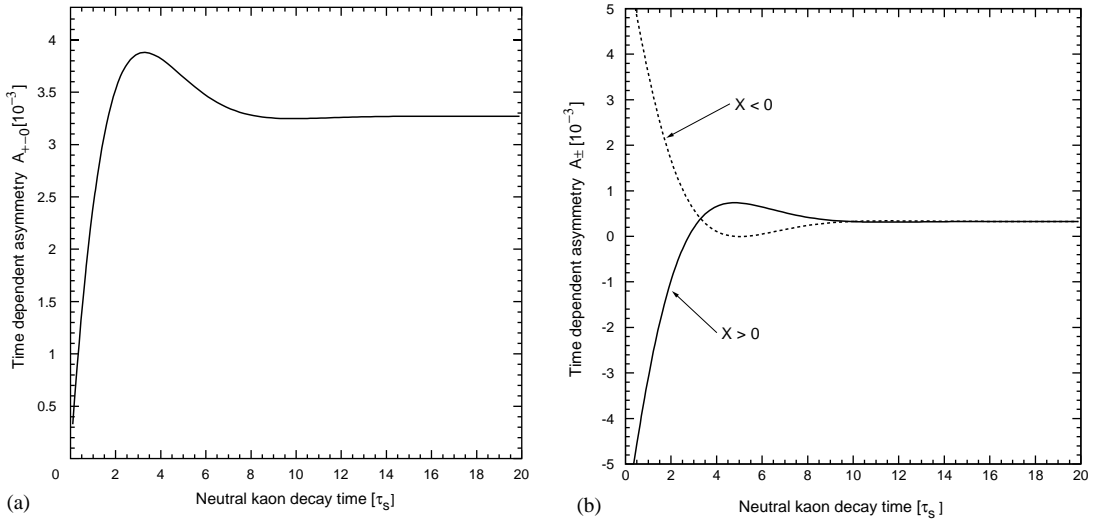 Time dependent asymmetry A+−0 [10−3]
4
3.5
3
2.5
2
1.5
1
0.5
0 2 4 6 8 10 12 14 16 18 20
Neutral kaon decay time [τs]
(a)
Time dependent asymmetry A± [10−3]
5
4
3
2
1
0
-1
-2
-3
-4
-5
X < 0
X > 0
0 2 4 6 8 10 12 14 16 18 20
Neutral kaon decay time [τs]
(b)